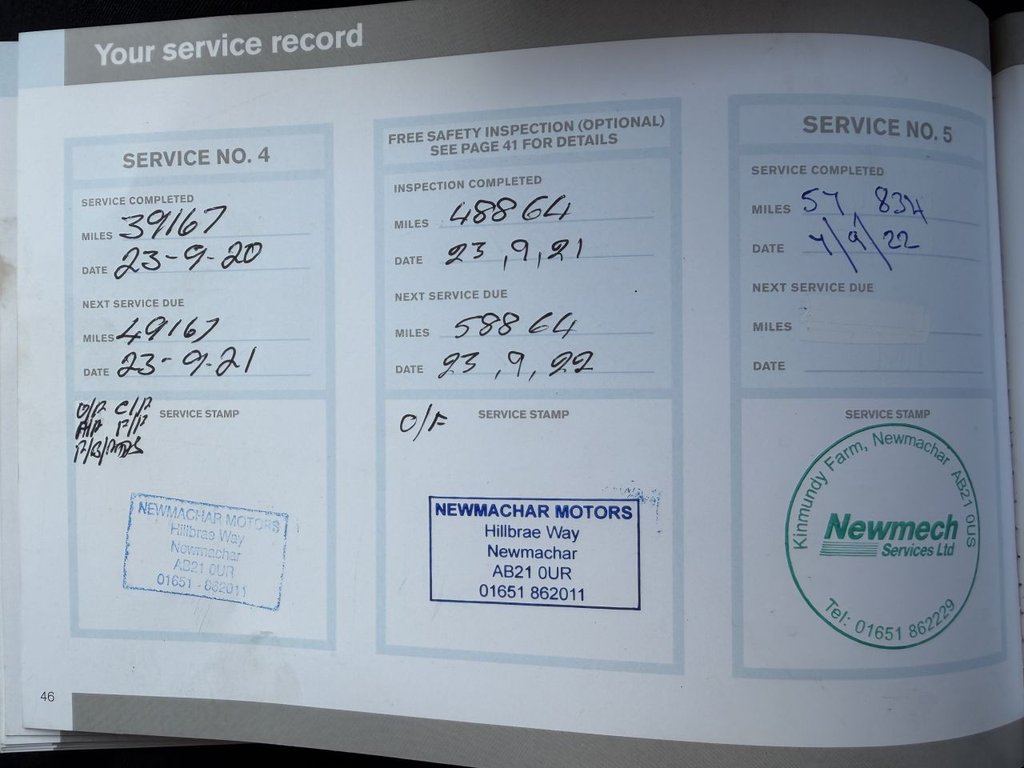 Your service record
SERVICE NO. 4
SERVICE COMPLETED
MILES 39167
DATE 23-9-20
NEXT SERVICE DUE
MILES 49167
DATE 23-9-21
SERVICE STAMP
NEWMACHAR MOTORS
Hillbrae Way
Newmachar
AB21 0UR
01651 - 862011
FREE SAFETY INSPECTION (OPTIONAL)
SEE PAGE 41 FOR DETAILS
INSPECTION COMPLETED
MILES 48864
DATE 23,9,21
NEXT SERVICE DUE
MILES 58864
DATE 23,9,22
O/F SERVICE STAMP
NEWMACHAR MOTORS
Hillbrae Way
Newmachar
AB21 0UR
01651 862011
SERVICE NO. 5
SERVICE COMPLETED
MILES 57 834
DATE 7/9/22
NEXT SERVICE DUE
MILES
DATE
SERVICE STAMP
Kinmundy Farm, Newmachar AB21 0US
Newmech
Services Ltd
Tel: 01651 862229
46